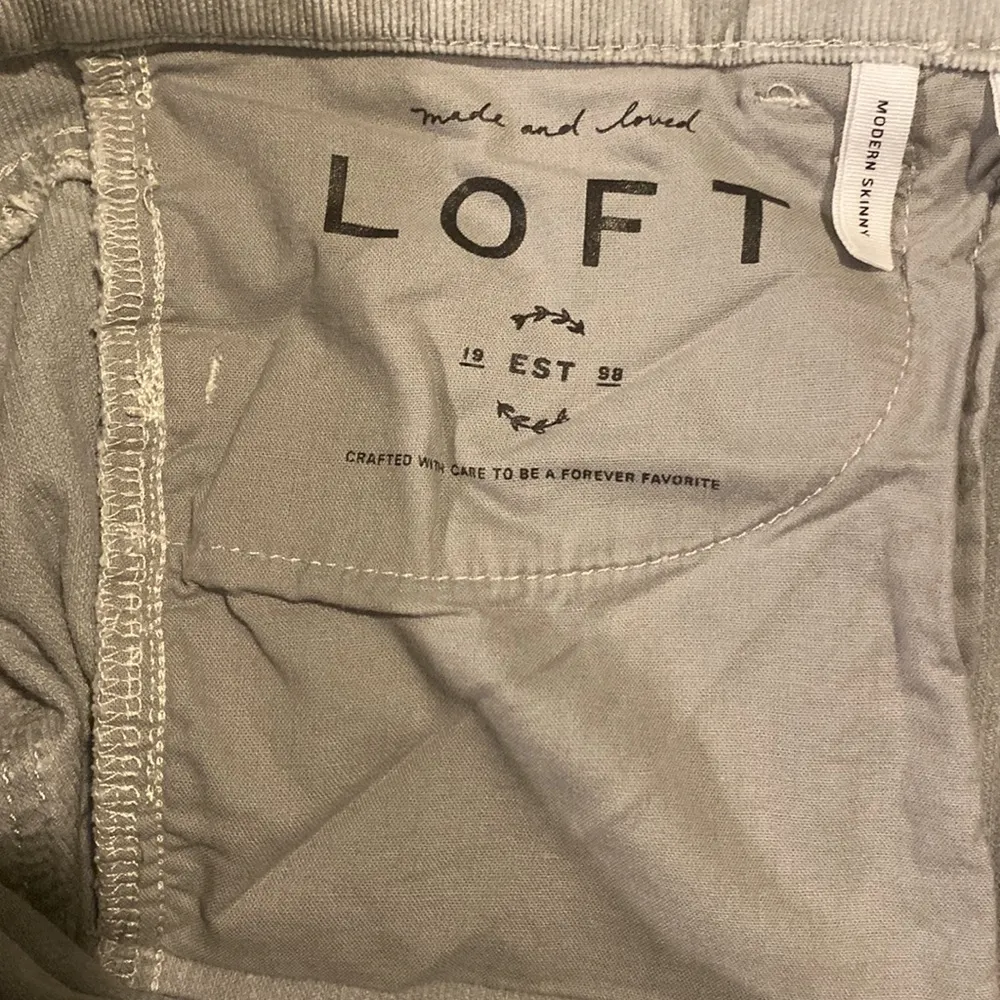 made and loved
LOFT
19 EST 98
CRAFTED WITH CARE TO BE A FOREVER FAVORITE
MODERN SKINNY